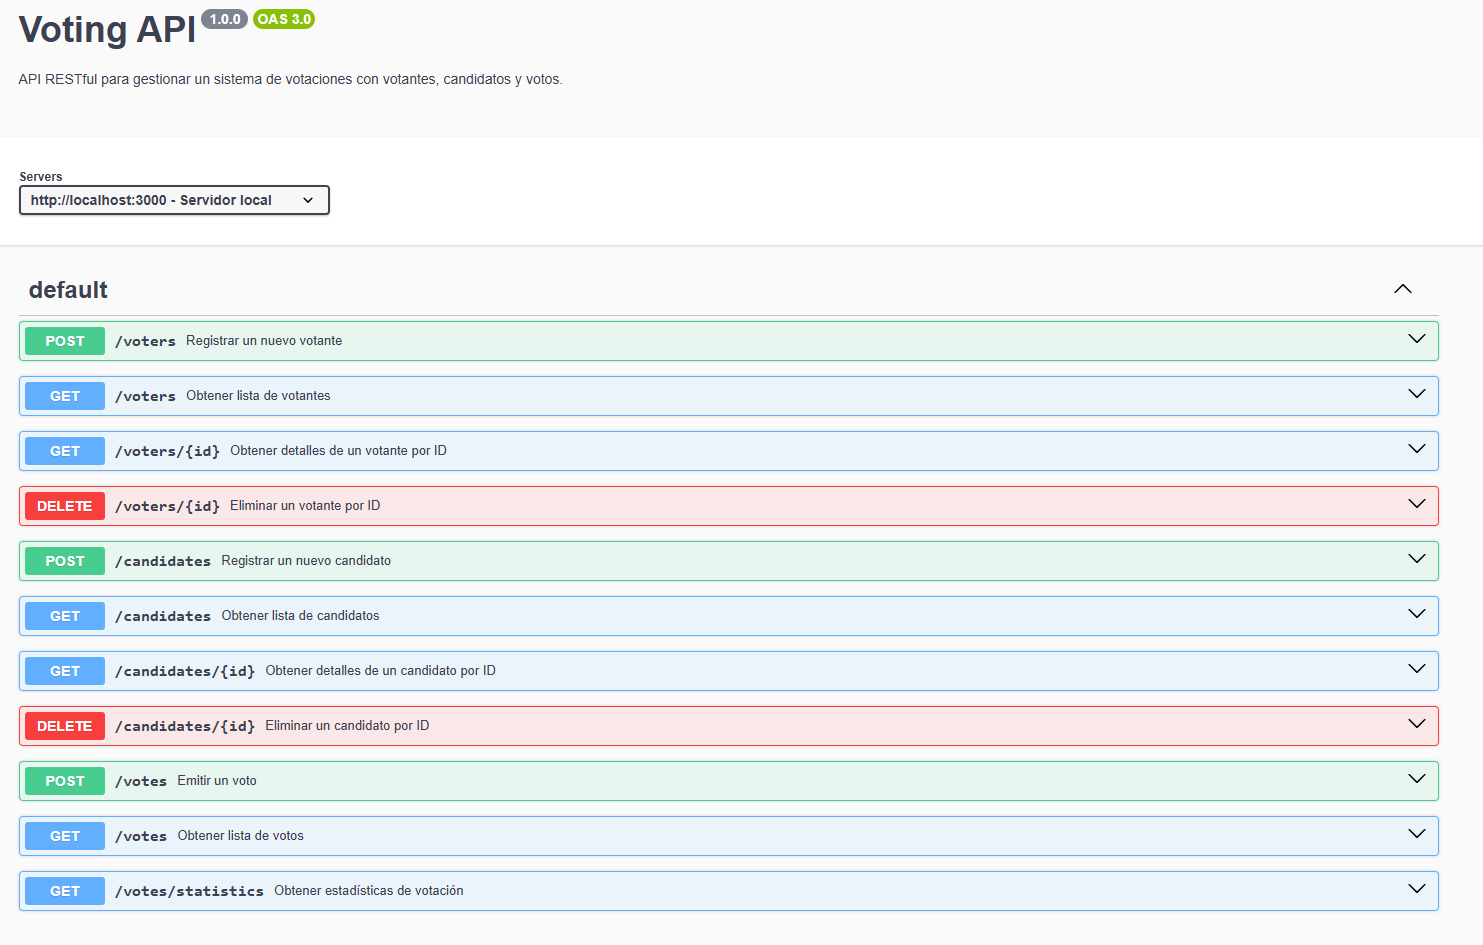 Voting API 1.0.0 OAS 3.0
API RESTful para gestionar un sistema de votaciones con votantes, candidatos y votos.
Servers
http://localhost:3000 - Servidor local
default
POST /voters Registrar un nuevo votante
GET /voters Obtener lista de votantes
GET /voters/{id} Obtener detalles de un votante por ID
DELETE /voters/{id} Eliminar un votante por ID
POST /candidates Registrar un nuevo candidato
GET /candidates Obtener lista de candidatos
GET /candidates/{id} Obtener detalles de un candidato por ID
DELETE /candidates/{id} Eliminar un candidato por ID
POST /votes Emitir un voto
GET /votes Obtener lista de votos
GET /votes/statistics Obtener estadísticas de votación